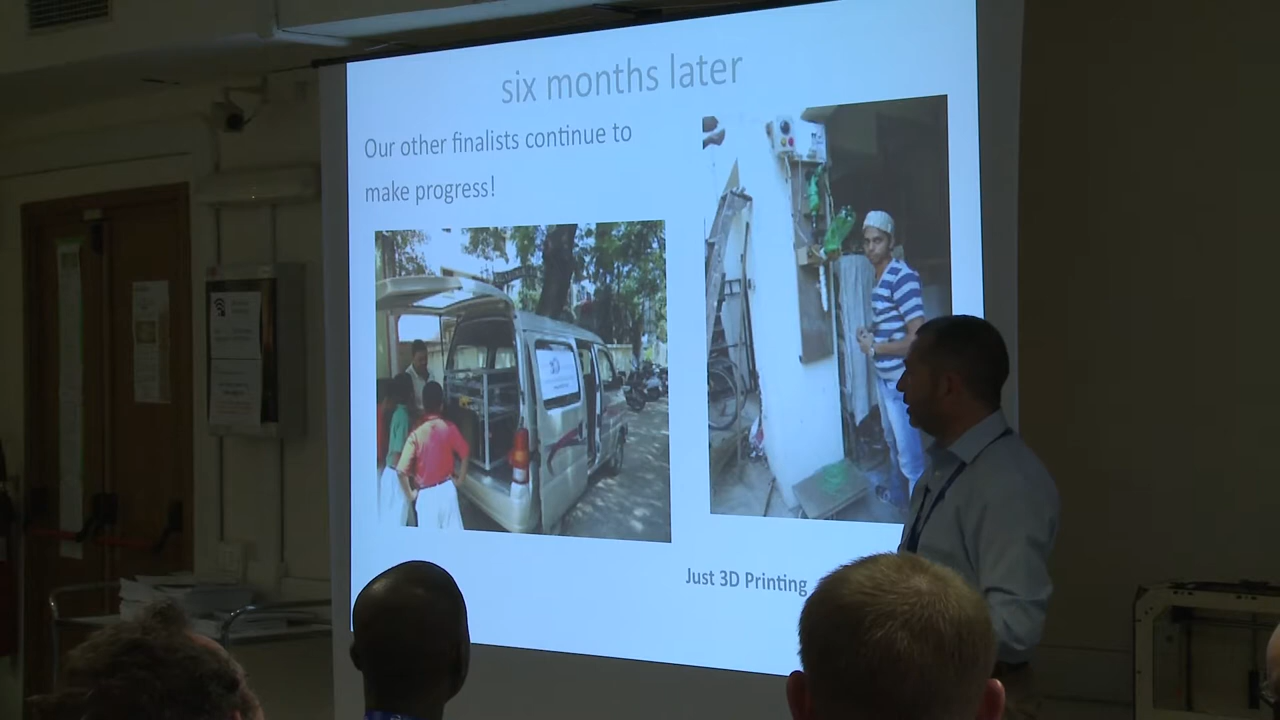 six months later
Our other finalists continue to
make progress!
Just 3D Printing